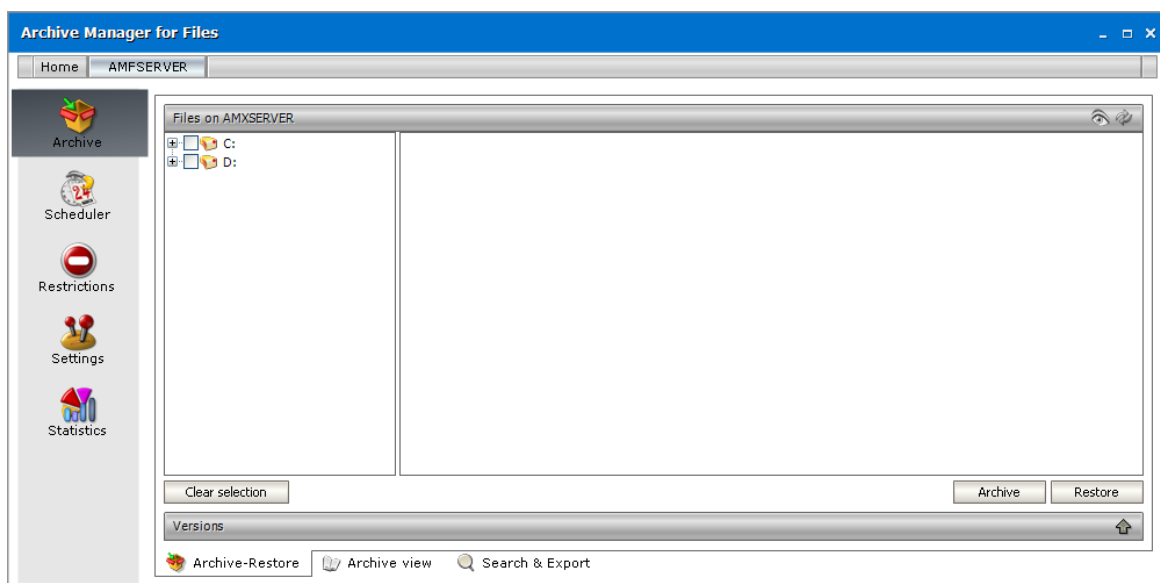 Archive Manager for Files
Home AMFSERVER
Archive
Scheduler
Restrictions
Settings
Statistics
Files on AMXSERVER
C:
D:
Clear selection Archive Restore
Versions
Archive-Restore Archive view Search & Export